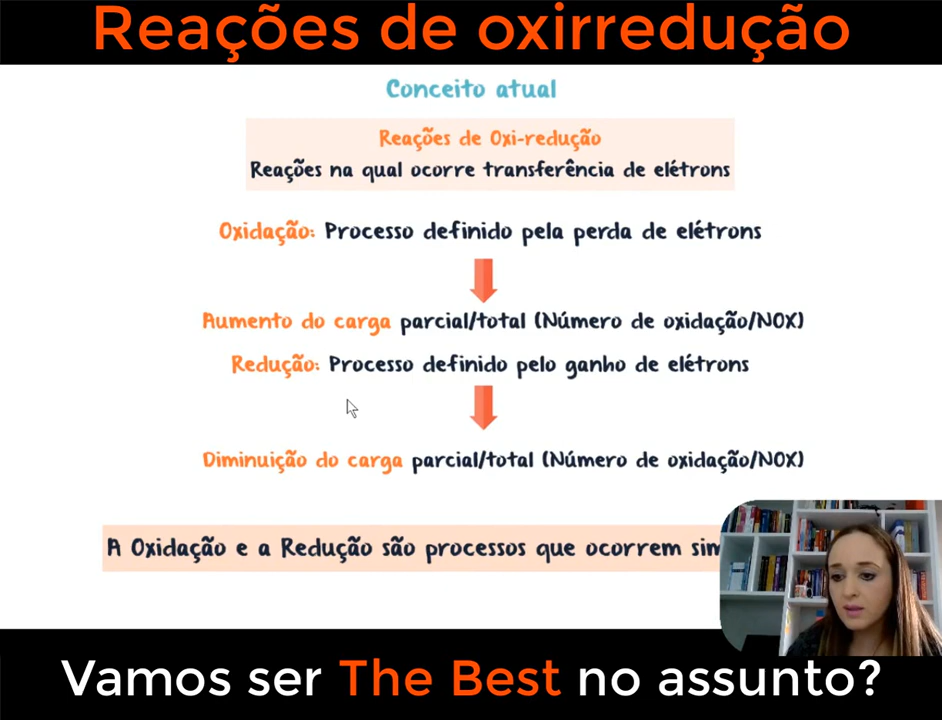 Reações de oxirredução
Conceito atual
Reações de Oxi-redução
Reações na qual ocorre transferência de elétrons
Oxidação: Processo definido pela perda de elétrons
Aumento do carga parcial/total (Número de oxidação/NOX)
Redução: Processo definido pelo ganho de elétrons
Diminuição do carga parcial/total (Número de oxidação/NOX)
A Oxidação e a Redução são processos que ocorrem
Vamos ser The Best no assunto?